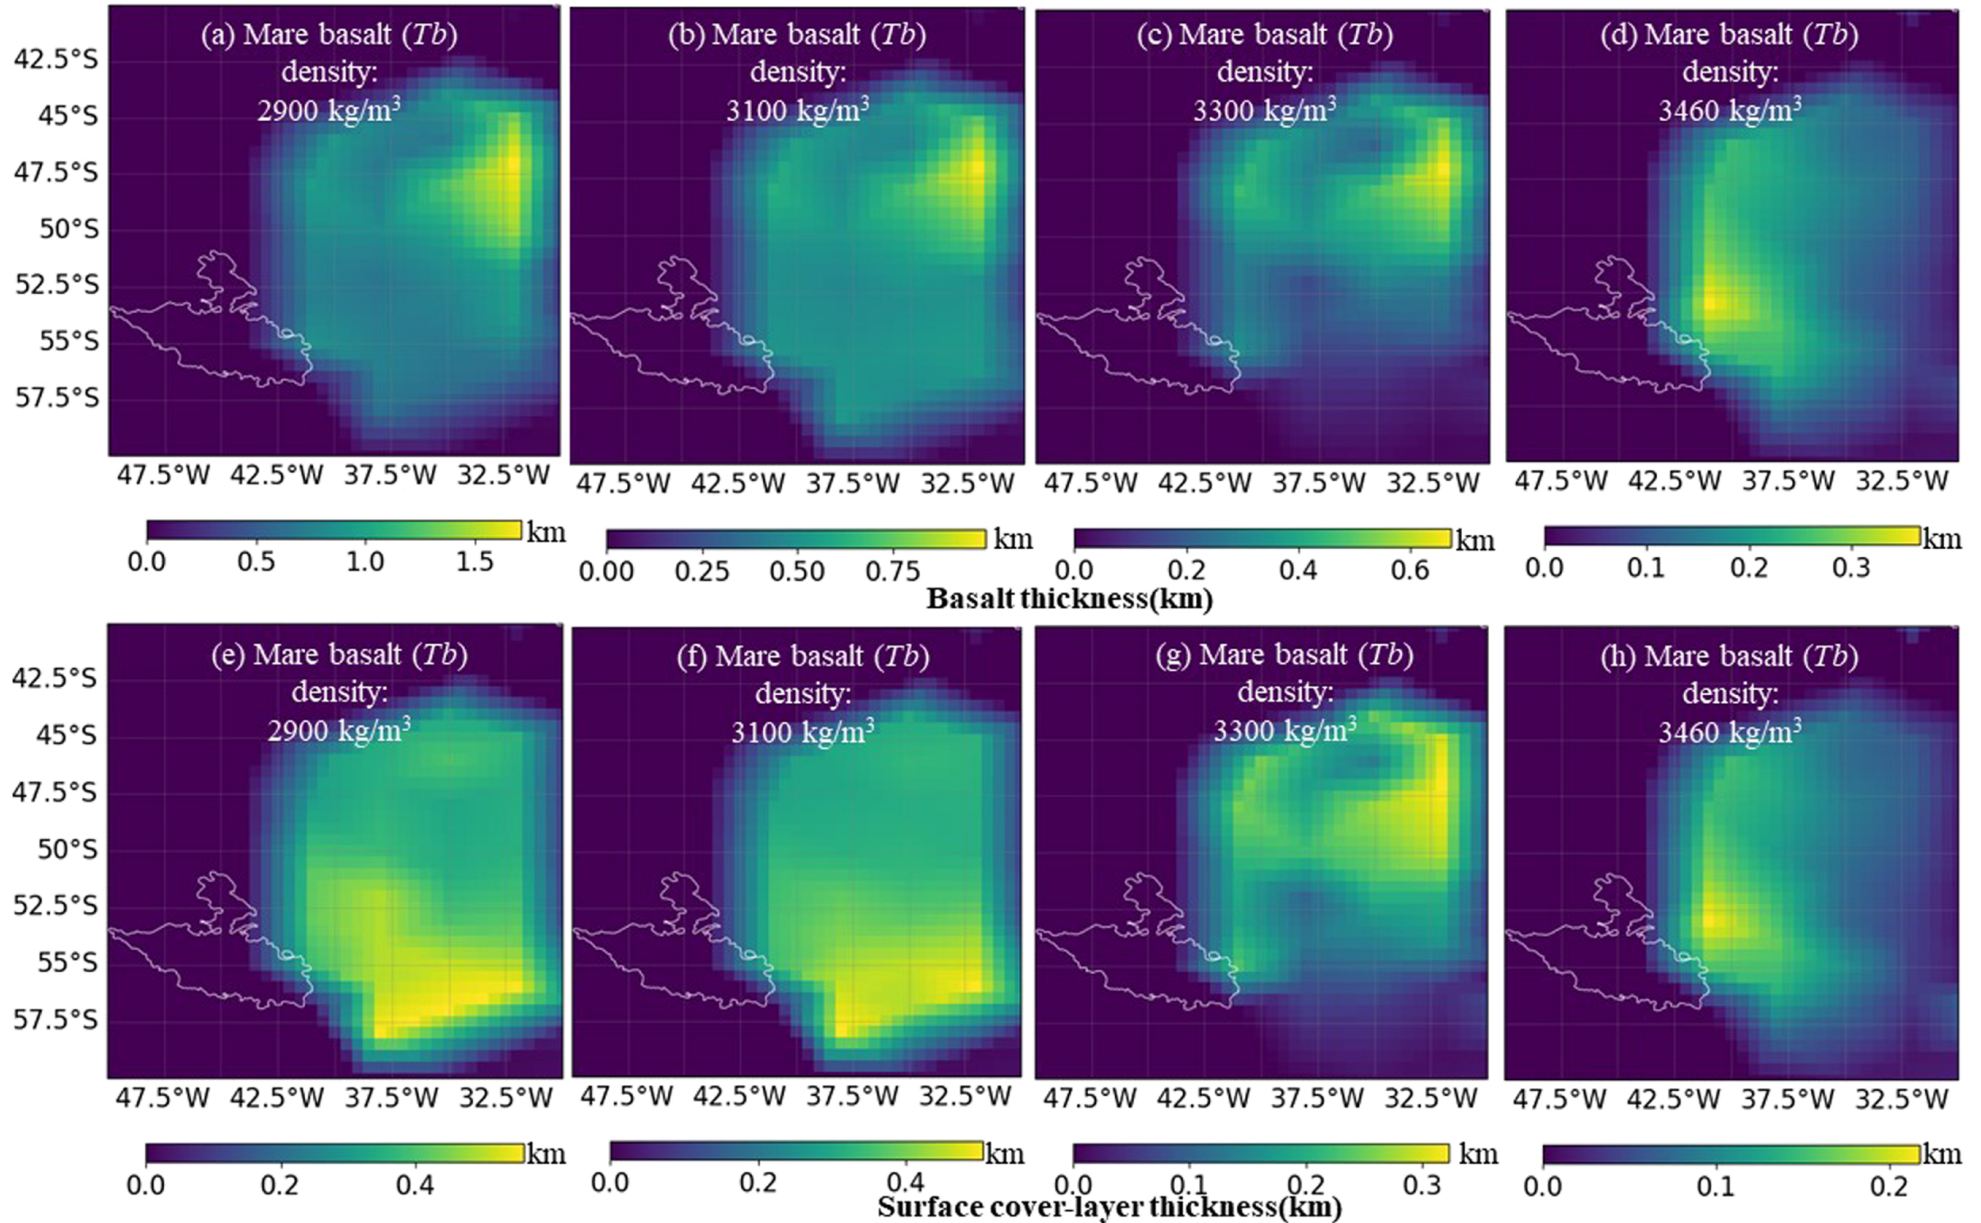 (a) Mare basalt (Tb)
density:
2900 kg/m³
(b) Mare basalt (Tb)
density:
3100 kg/m³
(c) Mare basalt (Tb)
density:
3300 kg/m³
(d) Mare basalt (Tb)
density:
3460 kg/m³
42.5°S
45°S
47.5°S
50°S
52.5°S
55°S
57.5°S
47.5°W 42.5°W 37.5°W 32.5°W
47.5°W 42.5°W 37.5°W 32.5°W
47.5°W 42.5°W 37.5°W 32.5°W
47.5°W 42.5°W 37.5°W 32.5°W
km
0.0 0.5 1.0 1.5
km
0.00 0.25 0.50 0.75
km
0.0 0.2 0.4 0.6
km
0.0 0.1 0.2 0.3
Basalt thickness(km)
(e) Mare basalt (Tb)
density:
2900 kg/m³
(f) Mare basalt (Tb)
density:
3100 kg/m³
(g) Mare basalt (Tb)
density:
3300 kg/m³
(h) Mare basalt (Tb)
density:
3460 kg/m³
42.5°S
45°S
47.5°S
50°S
52.5°S
55°S
57.5°S
47.5°W 42.5°W 37.5°W 32.5°W
47.5°W 42.5°W 37.5°W 32.5°W
47.5°W 42.5°W 37.5°W 32.5°W
47.5°W 42.5°W 37.5°W 32.5°W
km
0.0 0.2 0.4
km
0.0 0.2 0.4
km
0.0 0.1 0.2 0.3
km
0.0 0.1 0.2
Surface cover-layer thickness(km)